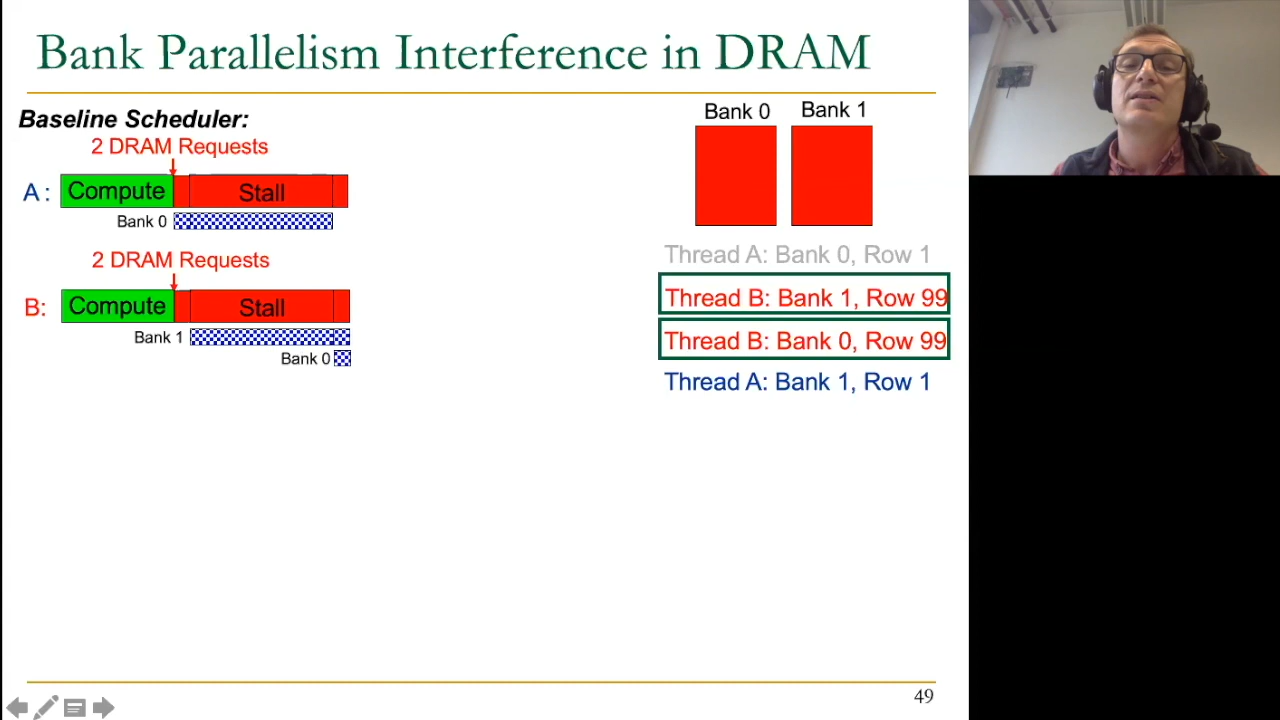 Bank Parallelism Interference in DRAM
Baseline Scheduler:
2 DRAM Requests
A :
Compute
Stall
Bank 0
2 DRAM Requests
B:
Compute
Stall
Bank 1
Bank 0
Bank 0
Bank 1
Thread A: Bank 0, Row 1
Thread B: Bank 1, Row 99
Thread B: Bank 0, Row 99
Thread A: Bank 1, Row 1
49